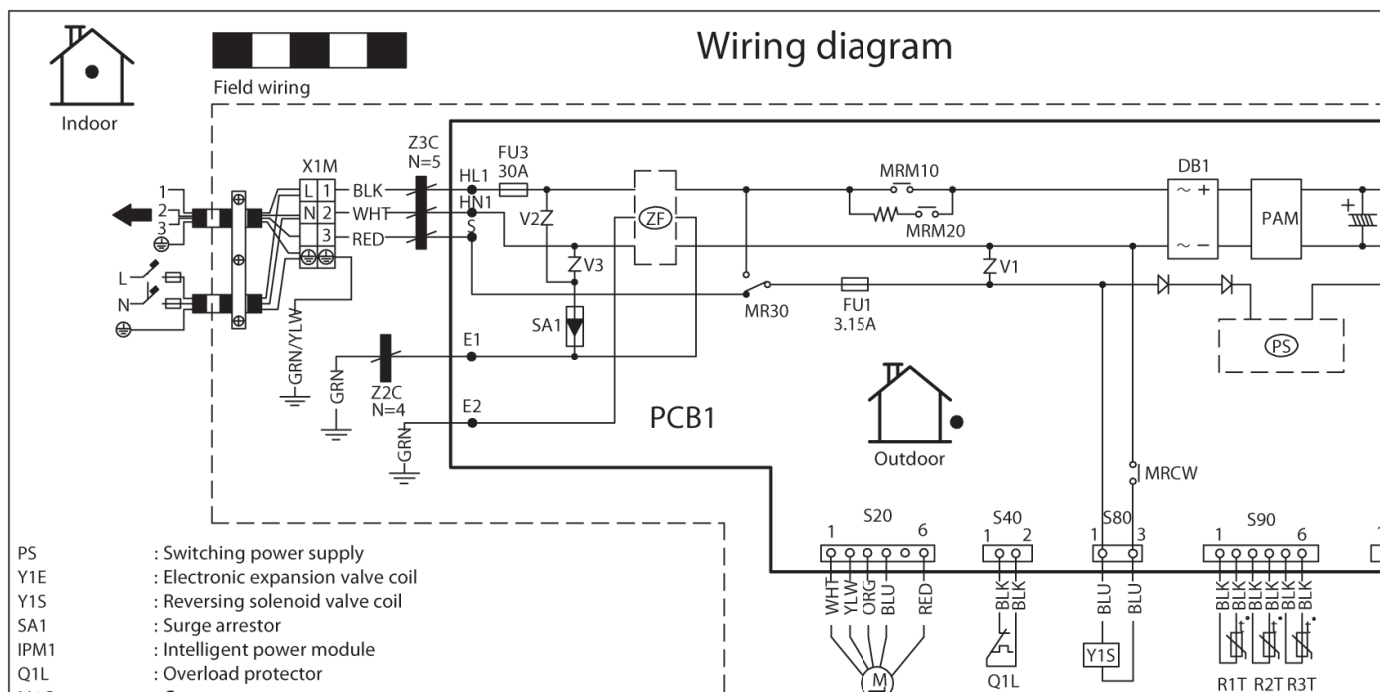 Wiring diagram
Indoor
Field wiring
Z3C
N=5
FU3
30A
X1M
HL1
HN1
S
L 1 BLK
N 2 WHT
3 RED
1
2
3
L
N
V2
V3
ZF
MRM10
MRM20
DB1
~ +
~ −
PAM
+
V1
MR30
FU1
3.15A
SA1
PS
E1
E2
GRN/YLW
GRN
Z2C
N=4
GRN
PCB1
Outdoor
MRCW
S20
1 6
S40
1 2
S80
1 3
S90
1 6
WHT
YLW
ORG
BLU
RED
BLK
BLK
BLU
BLU
BLK
BLK
BLK
BLK
BLK
BLK
M
Q1L
Y1S
t°
t°
t°
R1T R2T R3T
PS : Switching power supply
Y1E : Electronic expansion valve coil
Y1S : Reversing solenoid valve coil
SA1 : Surge arrestor
IPM1 : Intelligent power module
Q1L : Overload protector